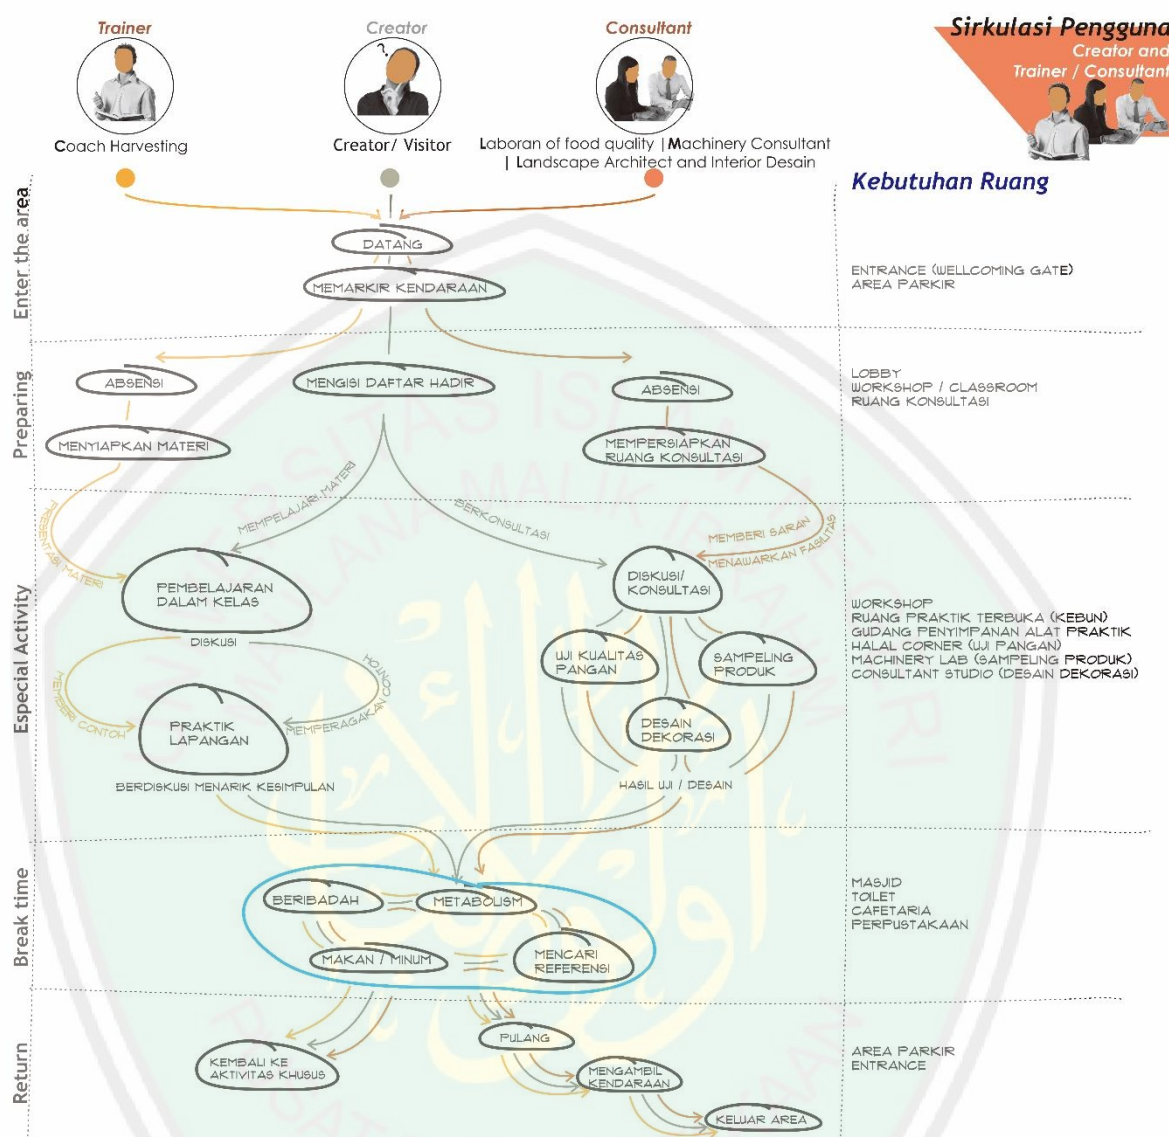 Trainer
Creator
Consultant
Sirkulasi Pengguna
Creator and
Trainer / Consultant
?
Coach Harvesting
Creator/ Visitor
Laboran of food quality |Machinery Consultant
| Landscape Architect and Interior Desain
Kebutuhan Ruang
Enter the area
DATANG
MEMARKIR KENDARAAN
ENTRANCE (WELLCOMING GATE)
AREA PARKIR
Preparing
ABSENSI
MENGISI DAFTAR HADIR
ABSENSI
MENYIAPKAN MATERI
MEMPERSIAPKAN
RUANG KONSULTASI
LOBBY
WORKSHOP / CLASSROOM
RUANG KONSULTASI
Especial Activity
PRESENTASI MATERI
MEMPELAJARI MATERI
BERKONSULTASI
MEMBERI SARAN
MENAWARKAN FASILITAS
PEMBELAJARAN
DALAM KELAS
DISKUSI/
KONSULTASI
DISKUSI
MEMBERI CONTOH
MEMPERAGAKAN CONTOH
PRAKTIK
LAPANGAN
UJI KUALITAS
PANGAN
SAMPELING
PRODUK
DESAIN
DEKORASI
BERDISKUSI MENARIK KESIMPULAN
HASIL UJI / DESAIN
WORKSHOP
RUANG PRAKTIK TERBUKA (KEBUN)
GUDANG PENYIMPANAN ALAT PRAKTIK
HALAL CORNER (UJI PANGAN)
MACHINERY LAB (SAMPELING PRODUK)
CONSULTANT STUDIO (DESAIN DEKORASI)
Break time
BERIBADAH
METABOLISM
MAKAN / MINUM
MENCARI
REFERENSI
MASJID
TOILET
CAFETARIA
PERPUSTAKAAN
Return
KEMBALI KE
AKTIVITAS KHUSUS
PULANG
MENGAMBIL
KENDARAAN
KELUAR AREA
AREA PARKIR
ENTRANCE